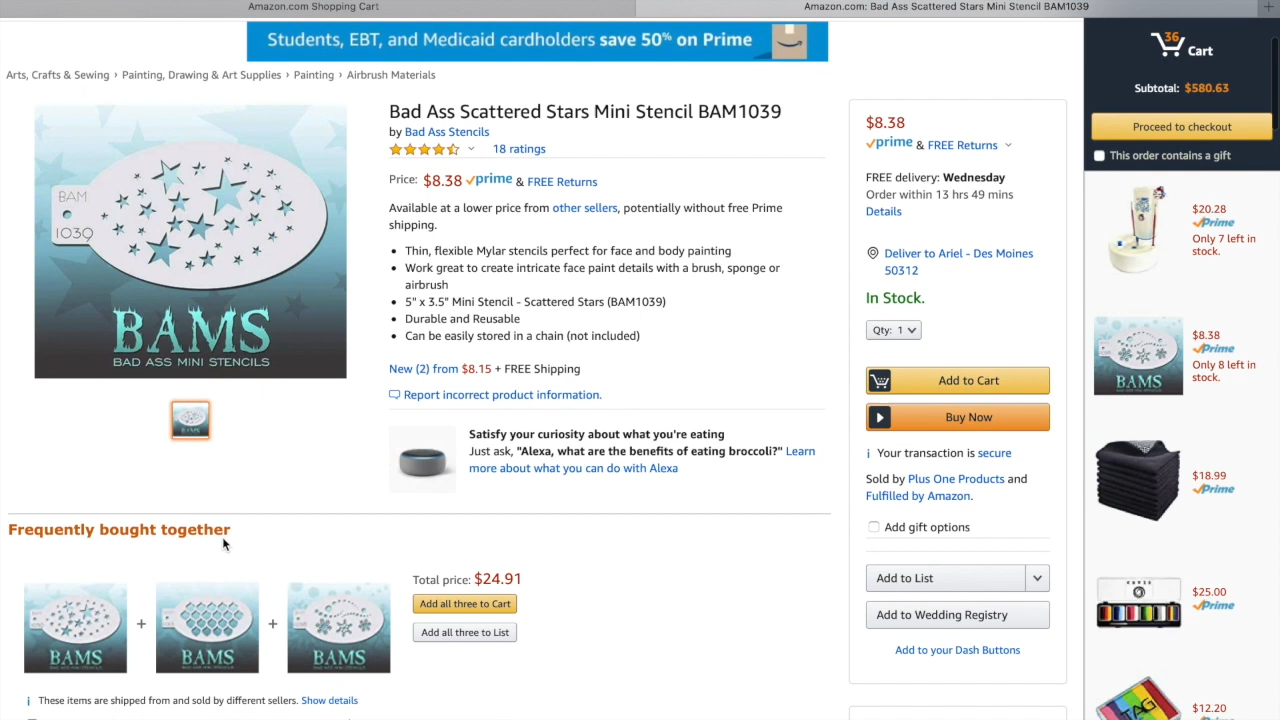 Amazon.com Shopping Cart
Amazon.com: Bad Ass Scattered Stars Mini Stencil BAM1039
+
Students, EBT, and Medicaid cardholders save 50% on Prime
Arts, Crafts & Sewing › Painting, Drawing & Art Supplies › Painting › Airbrush Materials
BAM
1039
BAMS
BAD ASS MINI STENCILS
Bad Ass Scattered Stars Mini Stencil BAM1039
by Bad Ass Stencils
18 ratings
Price: $8.38 prime & FREE Returns
Available at a lower price from other sellers, potentially without free Prime
shipping.
• Thin, flexible Mylar stencils perfect for face and body painting
• Work great to create intricate face paint details with a brush, sponge or
airbrush
• 5" x 3.5" Mini Stencil - Scattered Stars (BAM1039)
• Durable and Reusable
• Can be easily stored in a chain (not included)
New (2) from $8.15 + FREE Shipping
Report incorrect product information.
Satisfy your curiosity about what you're eating
Just ask, "Alexa, what are the benefits of eating broccoli?" Learn
more about what you can do with Alexa
Frequently bought together
BAMS
+
BAMS
+
BAMS
Total price: $24.91
Add all three to Cart
Add all three to List
i These items are shipped from and sold by different sellers. Show details
$8.38
prime & FREE Returns
FREE delivery: Wednesday
Order within 13 hrs 49 mins
Details
Deliver to Ariel - Des Moines
50312
In Stock.
Qty: 1
Add to Cart
Buy Now
i Your transaction is secure
Sold by Plus One Products and
Fulfilled by Amazon.
Add gift options
Add to List
Add to Wedding Registry
Add to your Dash Buttons
36
Cart
Subtotal: $580.63
Proceed to checkout
This order contains a gift
$20.28
Prime
Only 7 left in
stock.
BAMS
$8.38
Prime
Only 8 left in
stock.
$18.99
Prime
$25.00
Prime
TAG
$12.20
Prime